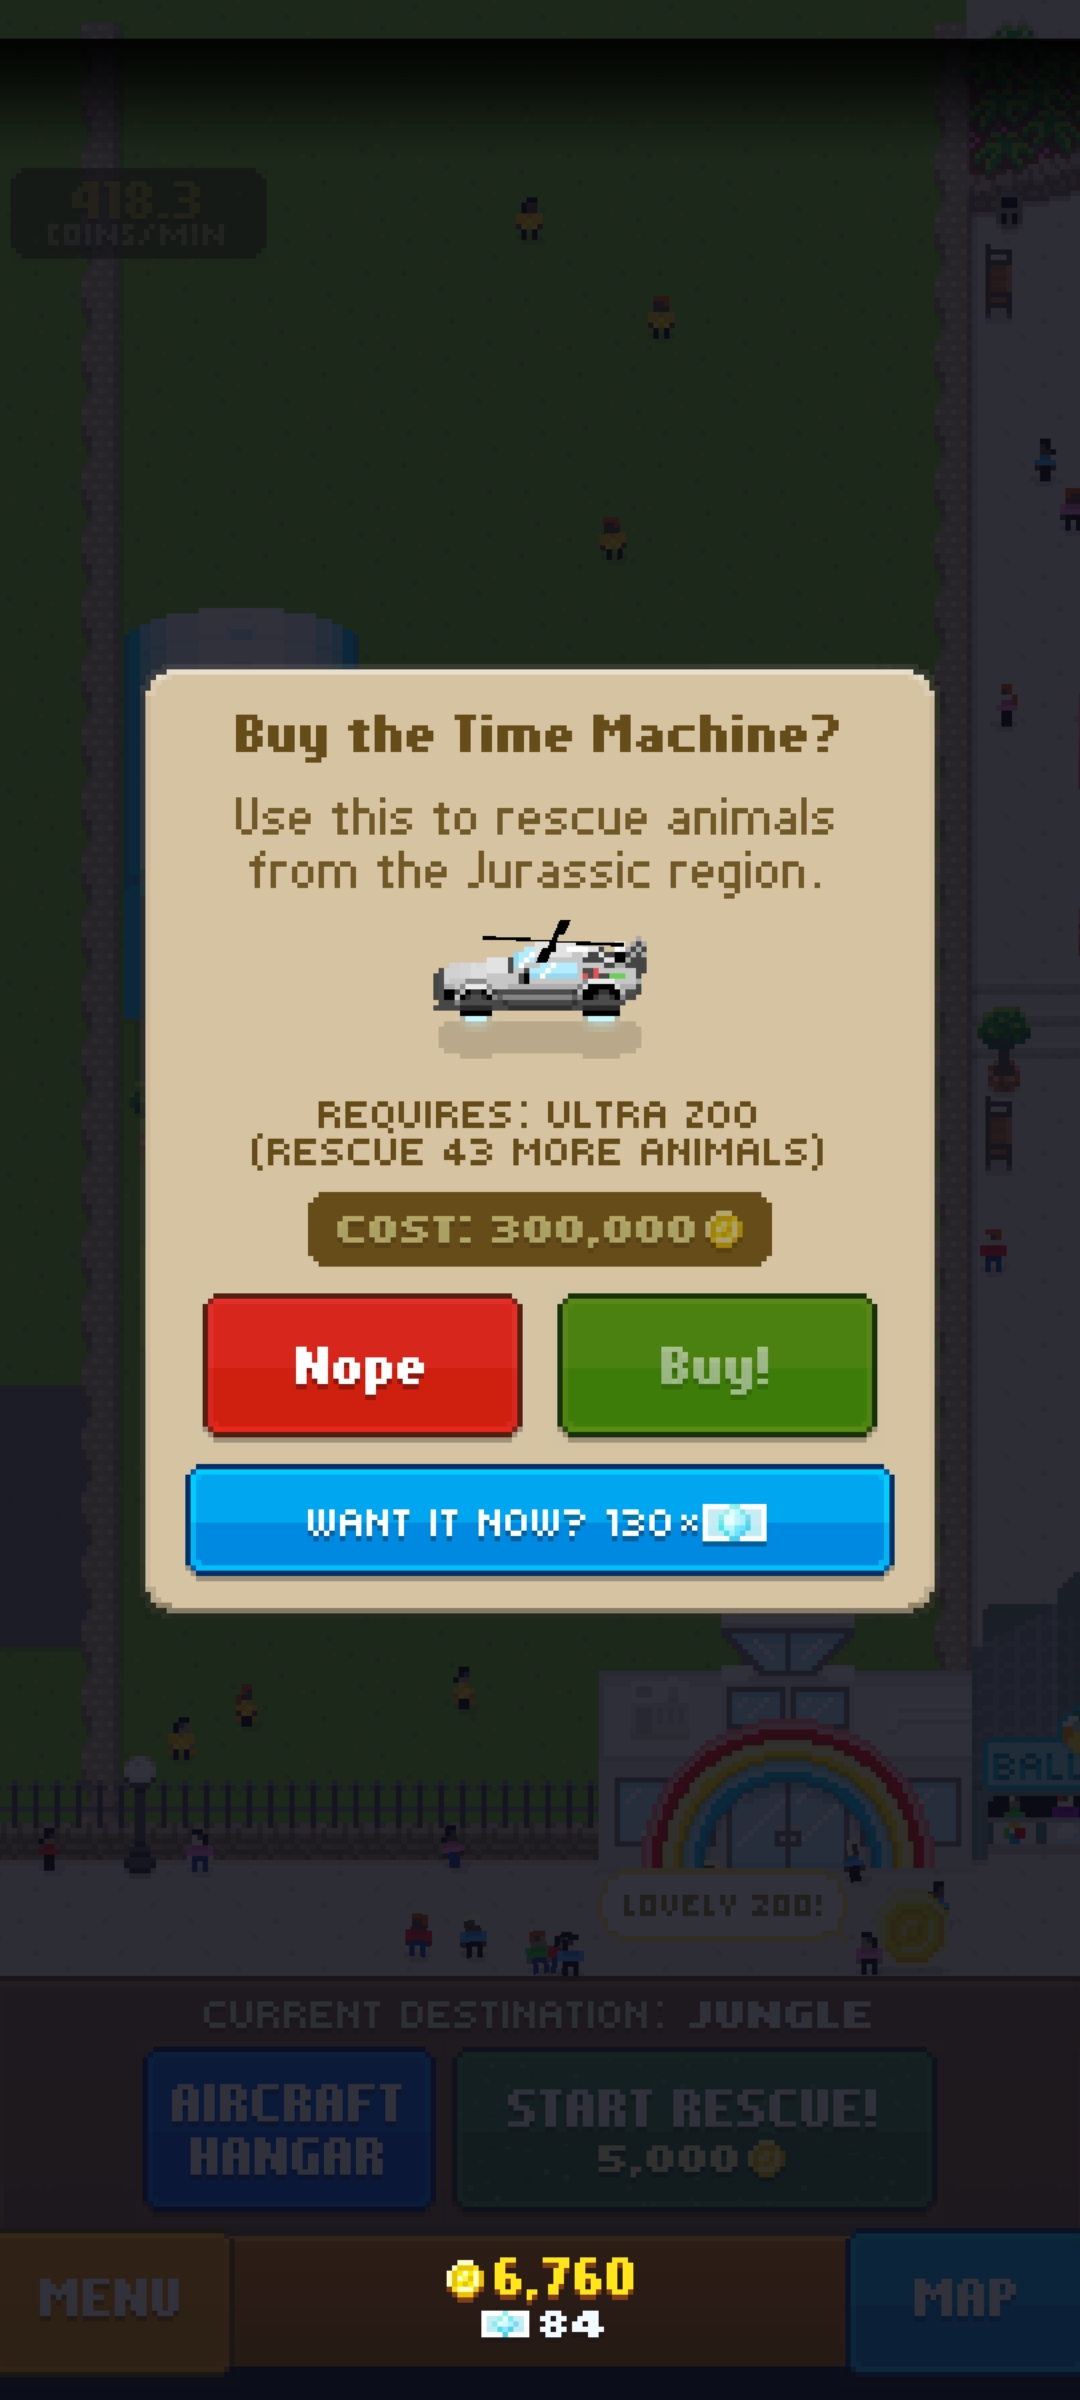 418.3
COINS/MIN
Buy the Time Machine?
Use this to rescue animals
from the Jurassic region.
REQUIRES: ULTRA ZOO
(RESCUE 43 MORE ANIMALS)
COST: 300,000
Nope
Buy!
WANT IT NOW? 130x
BALL
LOVELY ZOO!
CURRENT DESTINATION: JUNGLE
AIRCRAFT
HANGAR
START RESCUE!
5,000
MENU
6,760
84
MAP